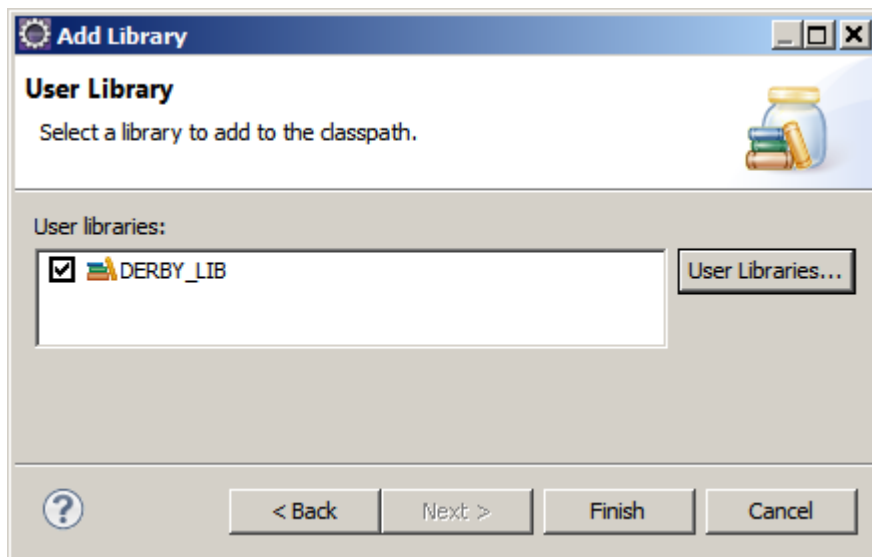 Add Library
User Library
Select a library to add to the classpath.
User libraries:
DERBY_LIB
User Libraries...
?
< Back
Next >
Finish
Cancel